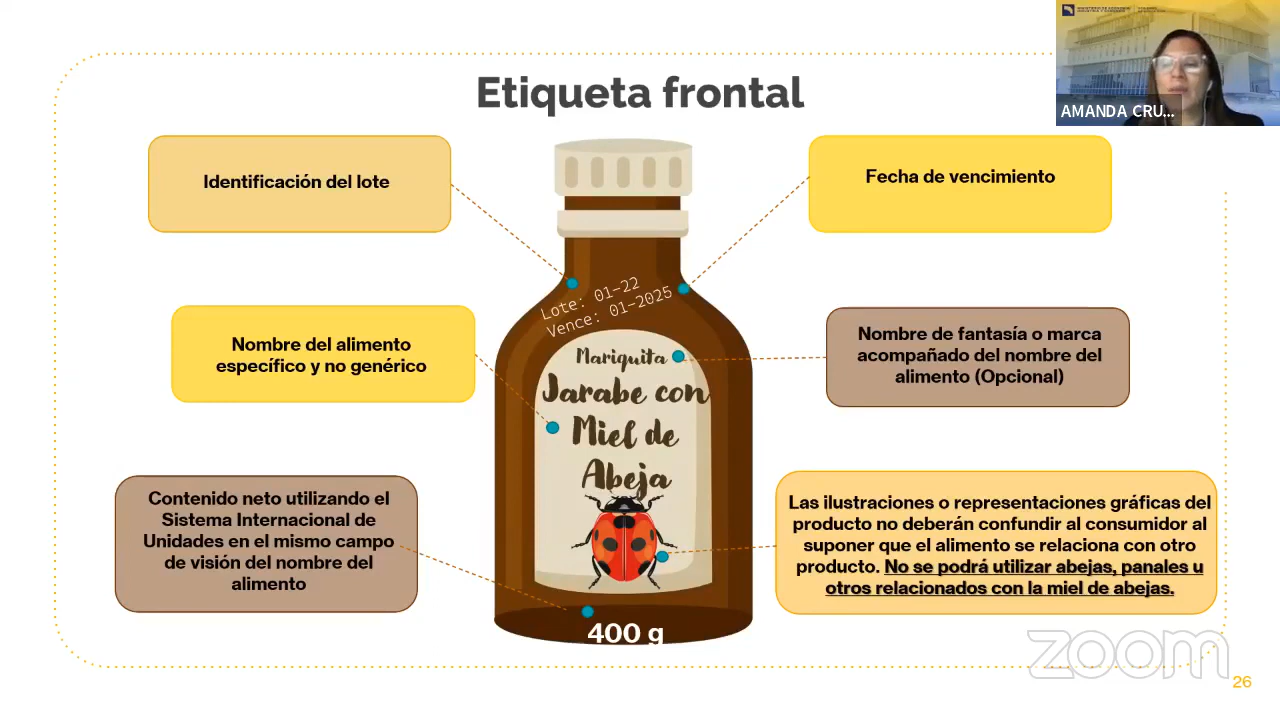 Etiqueta frontal
AMANDA CRU...
Identificación del lote
Fecha de vencimiento
Lote: 01-22
Vence: 01-2025
Nombre del alimento
específico y no genérico
Nombre de fantasía o marca
acompañado del nombre del
alimento (Opcional)
Mariquita
Jarabe con
Miel de
Abeja
Contenido neto utilizando el
Sistema Internacional de
Unidades en el mismo campo
de visión del nombre del
alimento
Las ilustraciones o representaciones gráficas del
producto no deberán confundir al consumidor al
suponer que el alimento se relaciona con otro
producto. No se podrá utilizar abejas, panales u
otros relacionados con la miel de abejas.
400 g
zoom
26